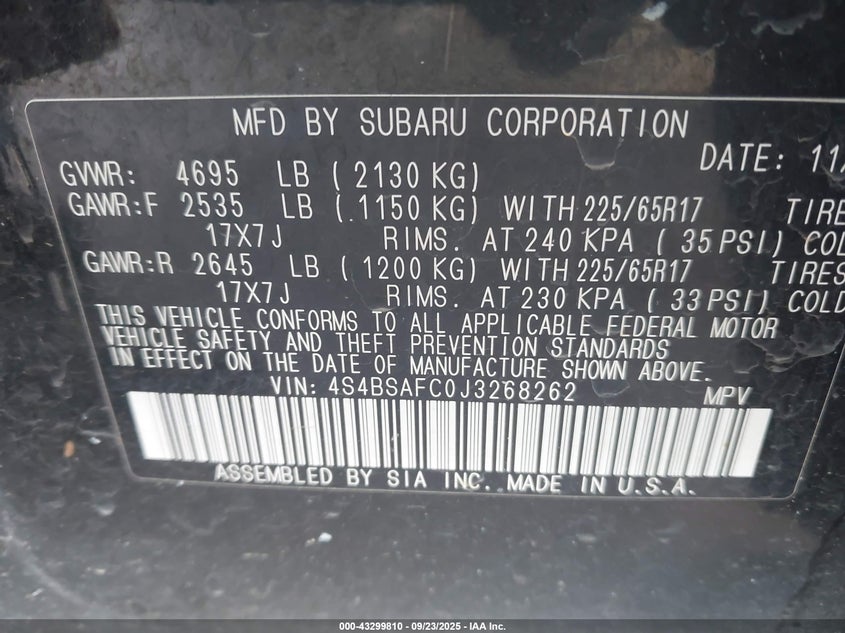 MFD BY SUBARU CORPORATION
DATE: 11/
GVWR: 4695 LB ( 2130 KG)
GAWR:F 2535 LB ( 1150 KG) WITH 225/65R17 TIRE
17X7J RIMS. AT 240 KPA ( 35 PSI) COL
GAWR:R 2645 LB ( 1200 KG) WITH 225/65R17 TIRES
17X7J RIMS. AT 230 KPA ( 33 PSI) COLD
THIS VEHICLE CONFORMS TO ALL APPLICABLE FEDERAL MOTOR
VEHICLE SAFETY AND THEFT PREVENTION STANDARDS
IN EFFECT ON THE DATE OF MANUFACTURE SHOWN ABOVE.
VIN: 4S4BSAFC0J3268262 MPV
ASSEMBLED BY SIA INC. MADE IN U.S.A.
000-43299810 - 09/23/2025 - IAA Inc.